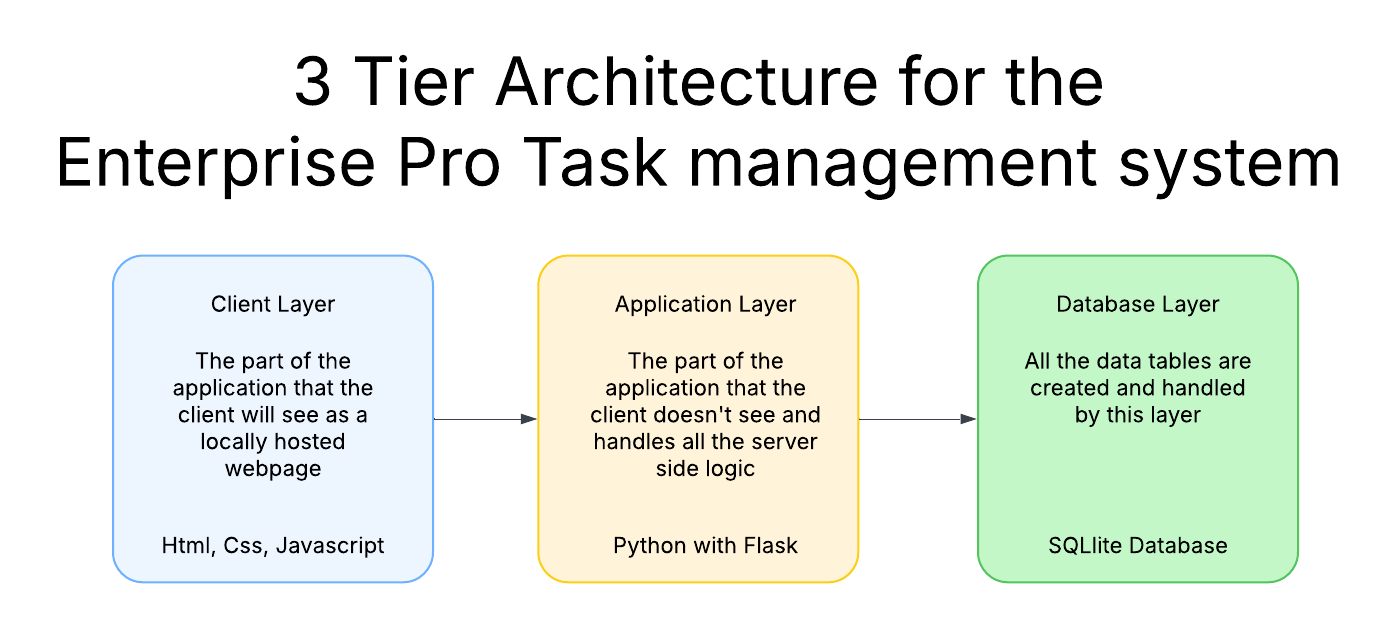 3 Tier Architecture for the
Enterprise Pro Task management system
Client Layer
The part of the
application that the
client will see as a
locally hosted
webpage
Html, Css, Javascript
Application Layer
The part of the
application that the
client doesn't see and
handles all the server
side logic
Python with Flask
Database Layer
All the data tables are
created and handled
by this layer
SQLlite Database